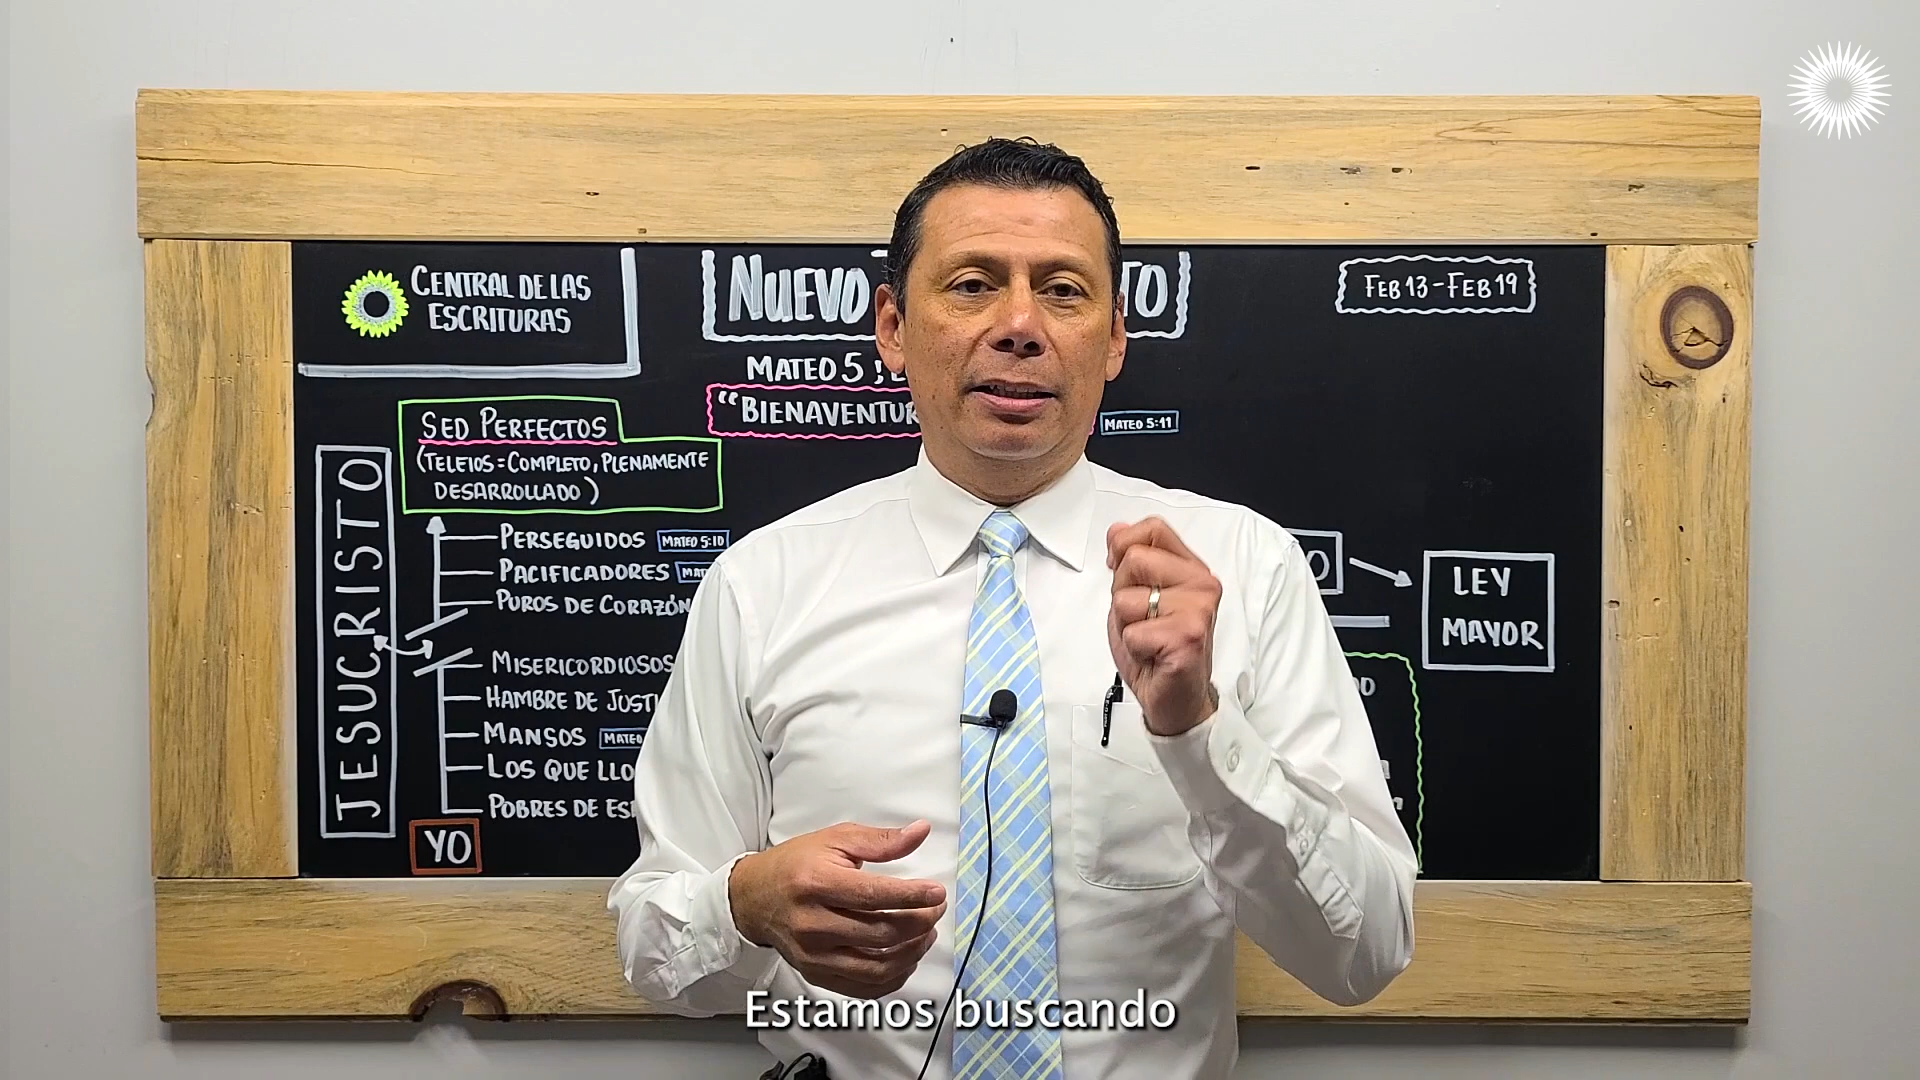 CENTRAL DE LAS
ESCRITURAS
NUEVO
TO
FEB 13 - FEB 19
MATEO 5 ;
"BIENAVENTUR
MATEO 5:11
SED PERFECTOS
(TELEIOS = COMPLETO, PLENAMENTE
DESARROLLADO)
JESUCRISTO
PERSEGUIDOS MATEO 5:10
PACIFICADORES MAT
PUROS DE CORAZÓN
MISERICORDIOSOS
HAMBRE DE JUSTI
MANSOS MATEO
LOS QUE LLO
POBRES DE ES
YO
O
LEY
MAYOR
DO
Estamos buscando